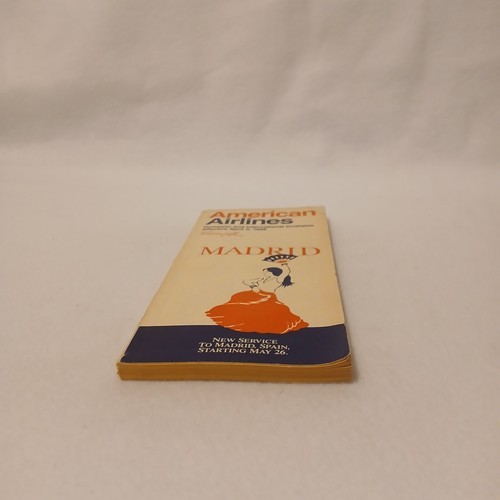 American
Airlines
MADRID
NEW SERVICE
TO MADRID, SPAIN,
STARTING MAY 26.